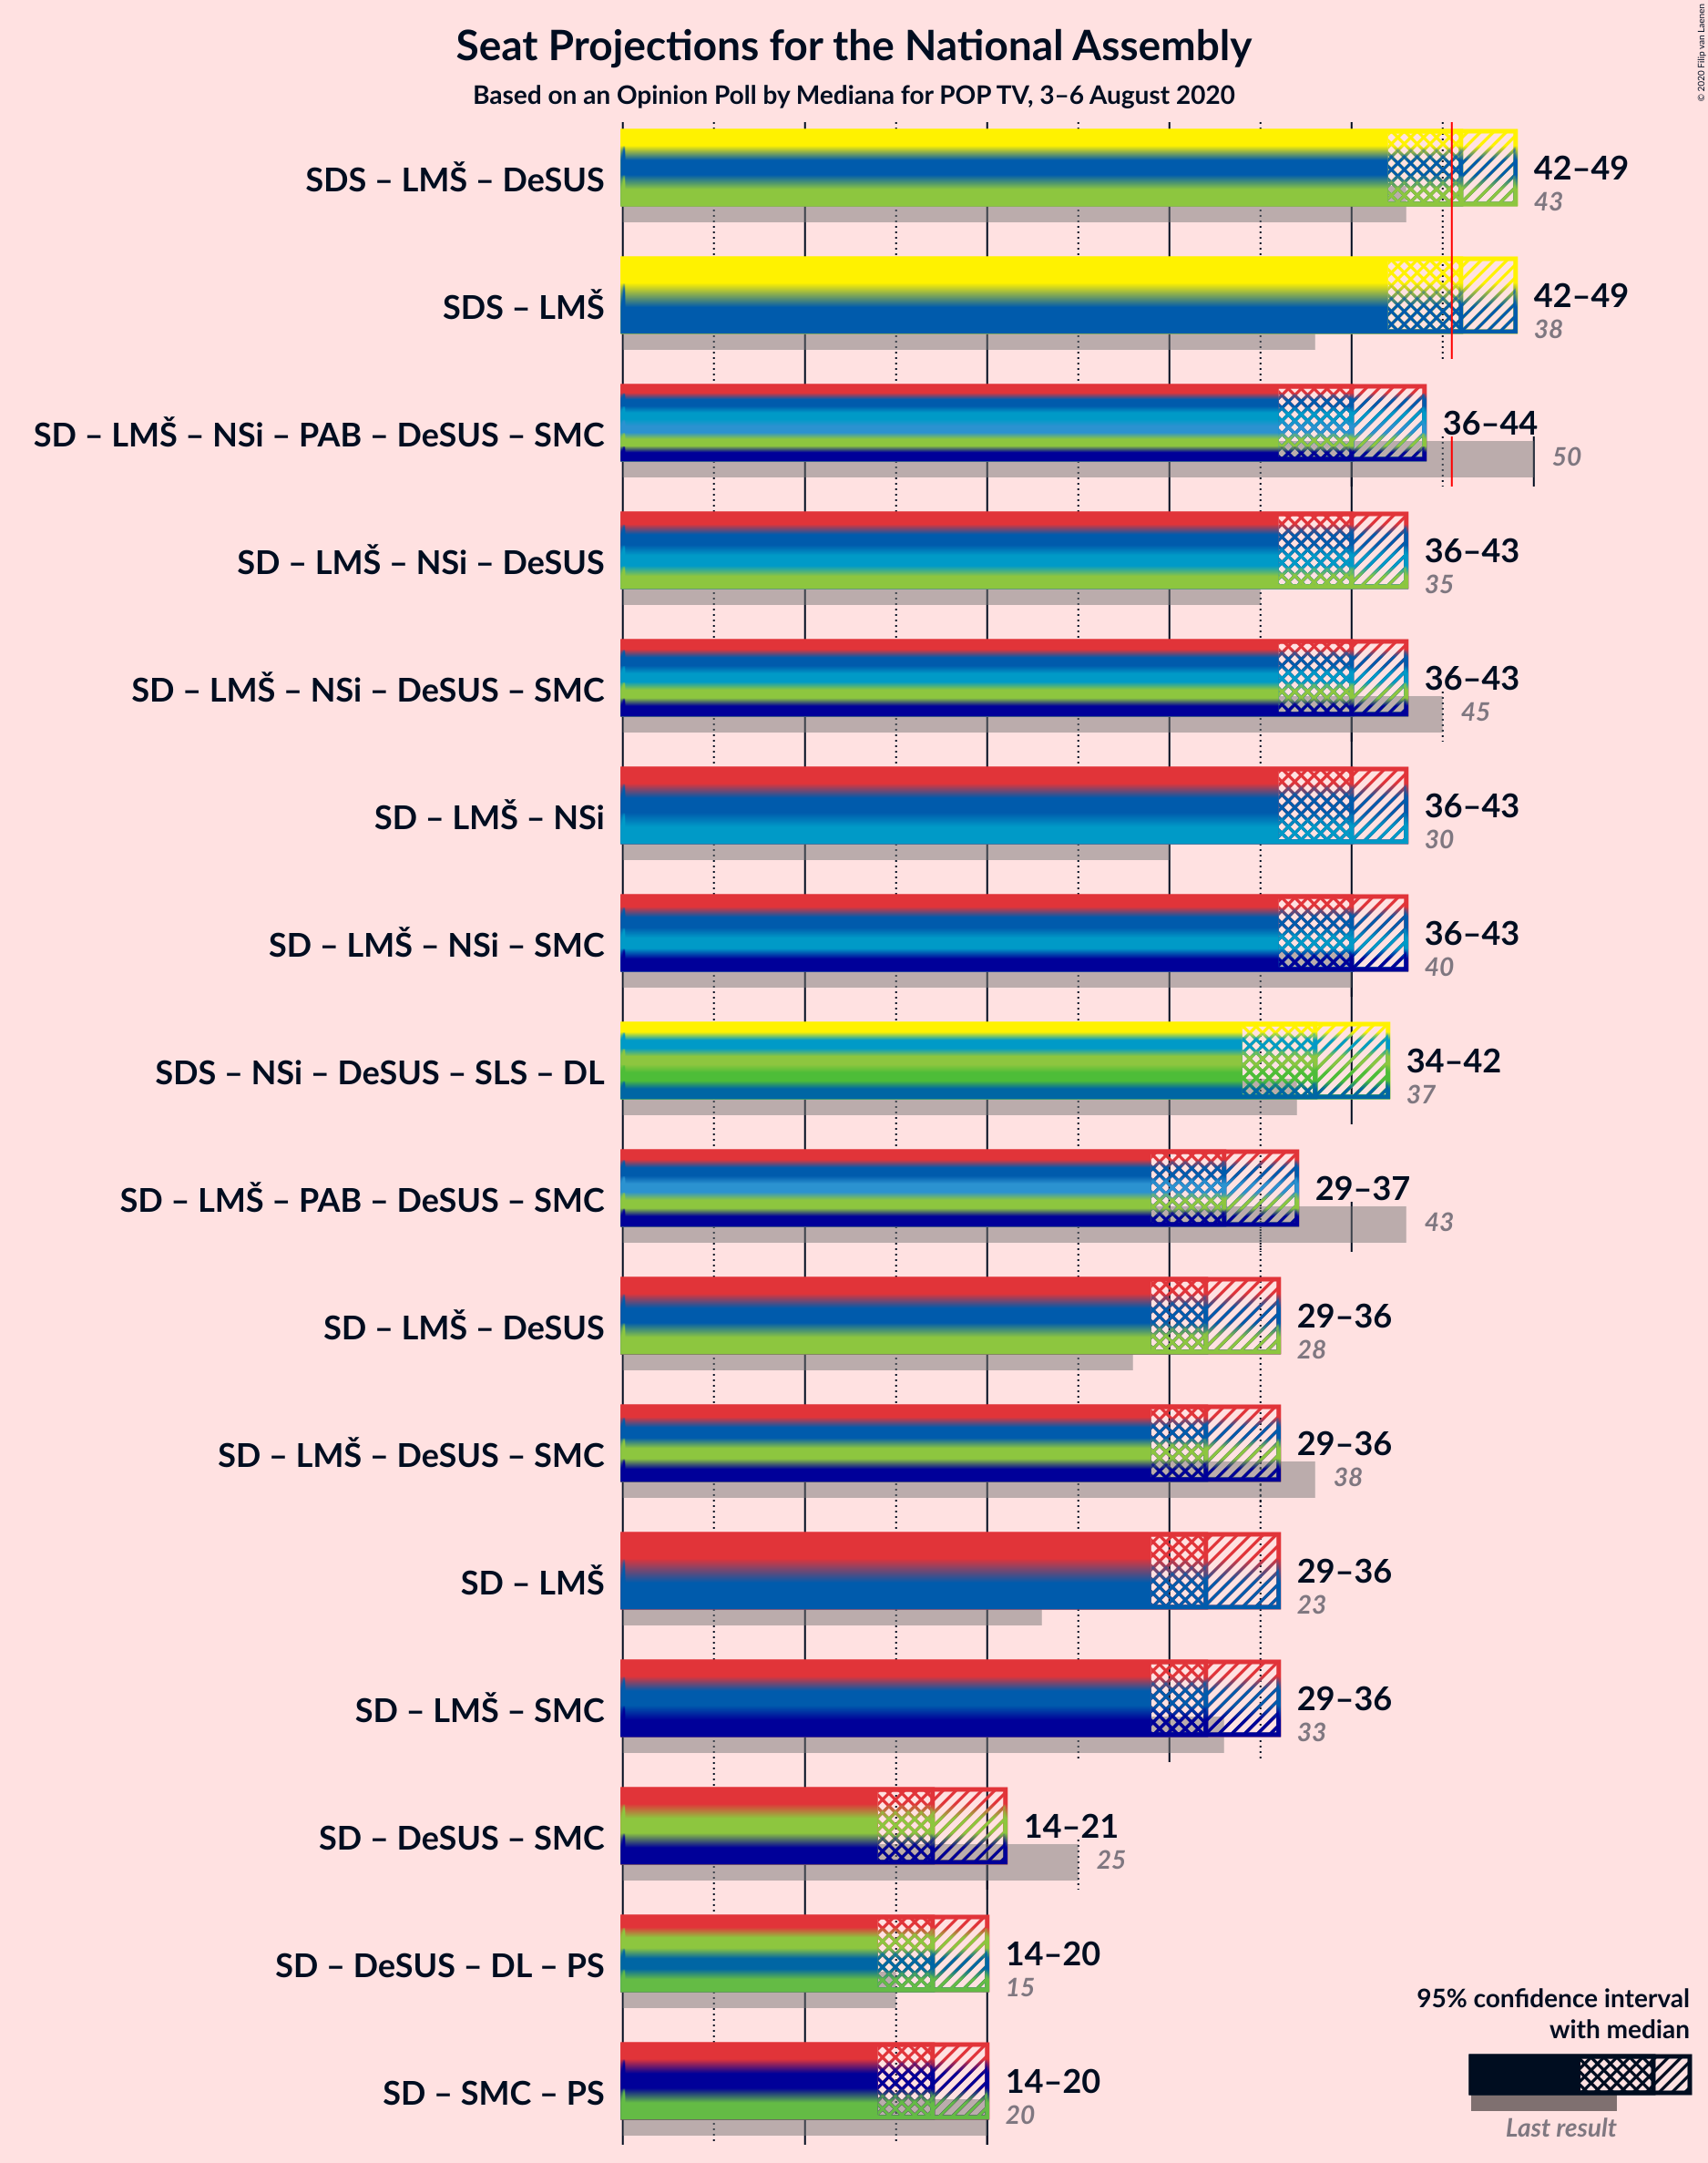 Seat Projections for the National Assembly
Based on an Opinion Poll by Mediana for POP TV, 3–6 August 2020
© 2020 Filip van Laenen
SDS – LMŠ – DeSUS
42–49
43
SDS – LMŠ
42–49
38
SD – LMŠ – NSi – PAB – DeSUS – SMC
36–44
50
SD – LMŠ – NSi – DeSUS
36–43
35
SD – LMŠ – NSi – DeSUS – SMC
36–43
45
SD – LMŠ – NSi
36–43
30
SD – LMŠ – NSi – SMC
36–43
40
SDS – NSi – DeSUS – SLS – DL
34–42
37
SD – LMŠ – PAB – DeSUS – SMC
29–37
43
SD – LMŠ – DeSUS
29–36
28
SD – LMŠ – DeSUS – SMC
29–36
38
SD – LMŠ
29–36
23
SD – LMŠ – SMC
29–36
33
SD – DeSUS – SMC
14–21
25
SD – DeSUS – DL – PS
14–20
15
SD – SMC – PS
14–20
20
95% confidence interval
with median
Last result